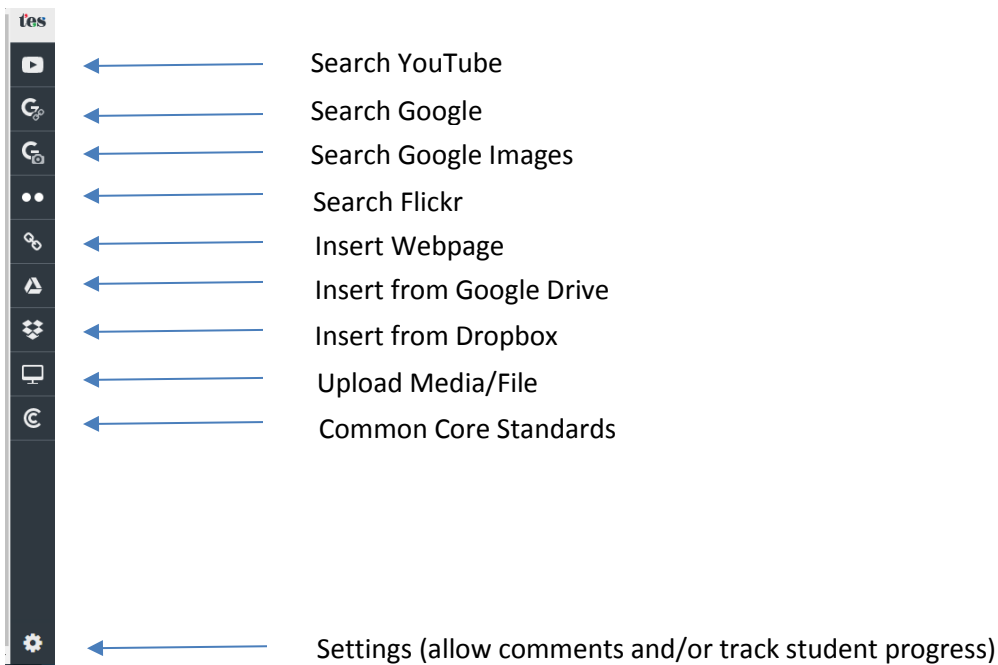 tes
Search YouTube
Search Google
Search Google Images
Search Flickr
Insert Webpage
Insert from Google Drive
Insert from Dropbox
Upload Media/File
Common Core Standards
Settings (allow comments and/or track student progress)